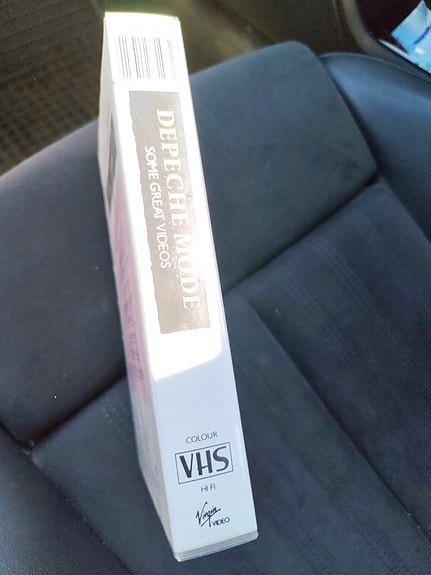 DEPECHE MODE
SOME GREAT VIDEOS
COLOUR
VHS
HI FI
Virgin
VIDEO